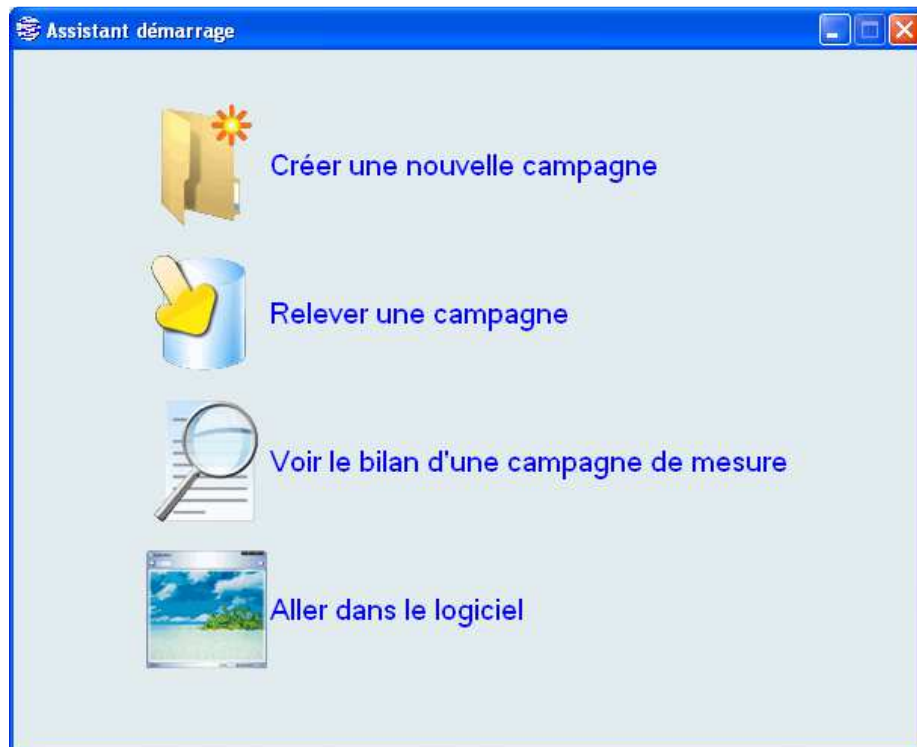 Assistant démarrage
Créer une nouvelle campagne
Relever une campagne
Voir le bilan d'une campagne de mesure
Aller dans le logiciel